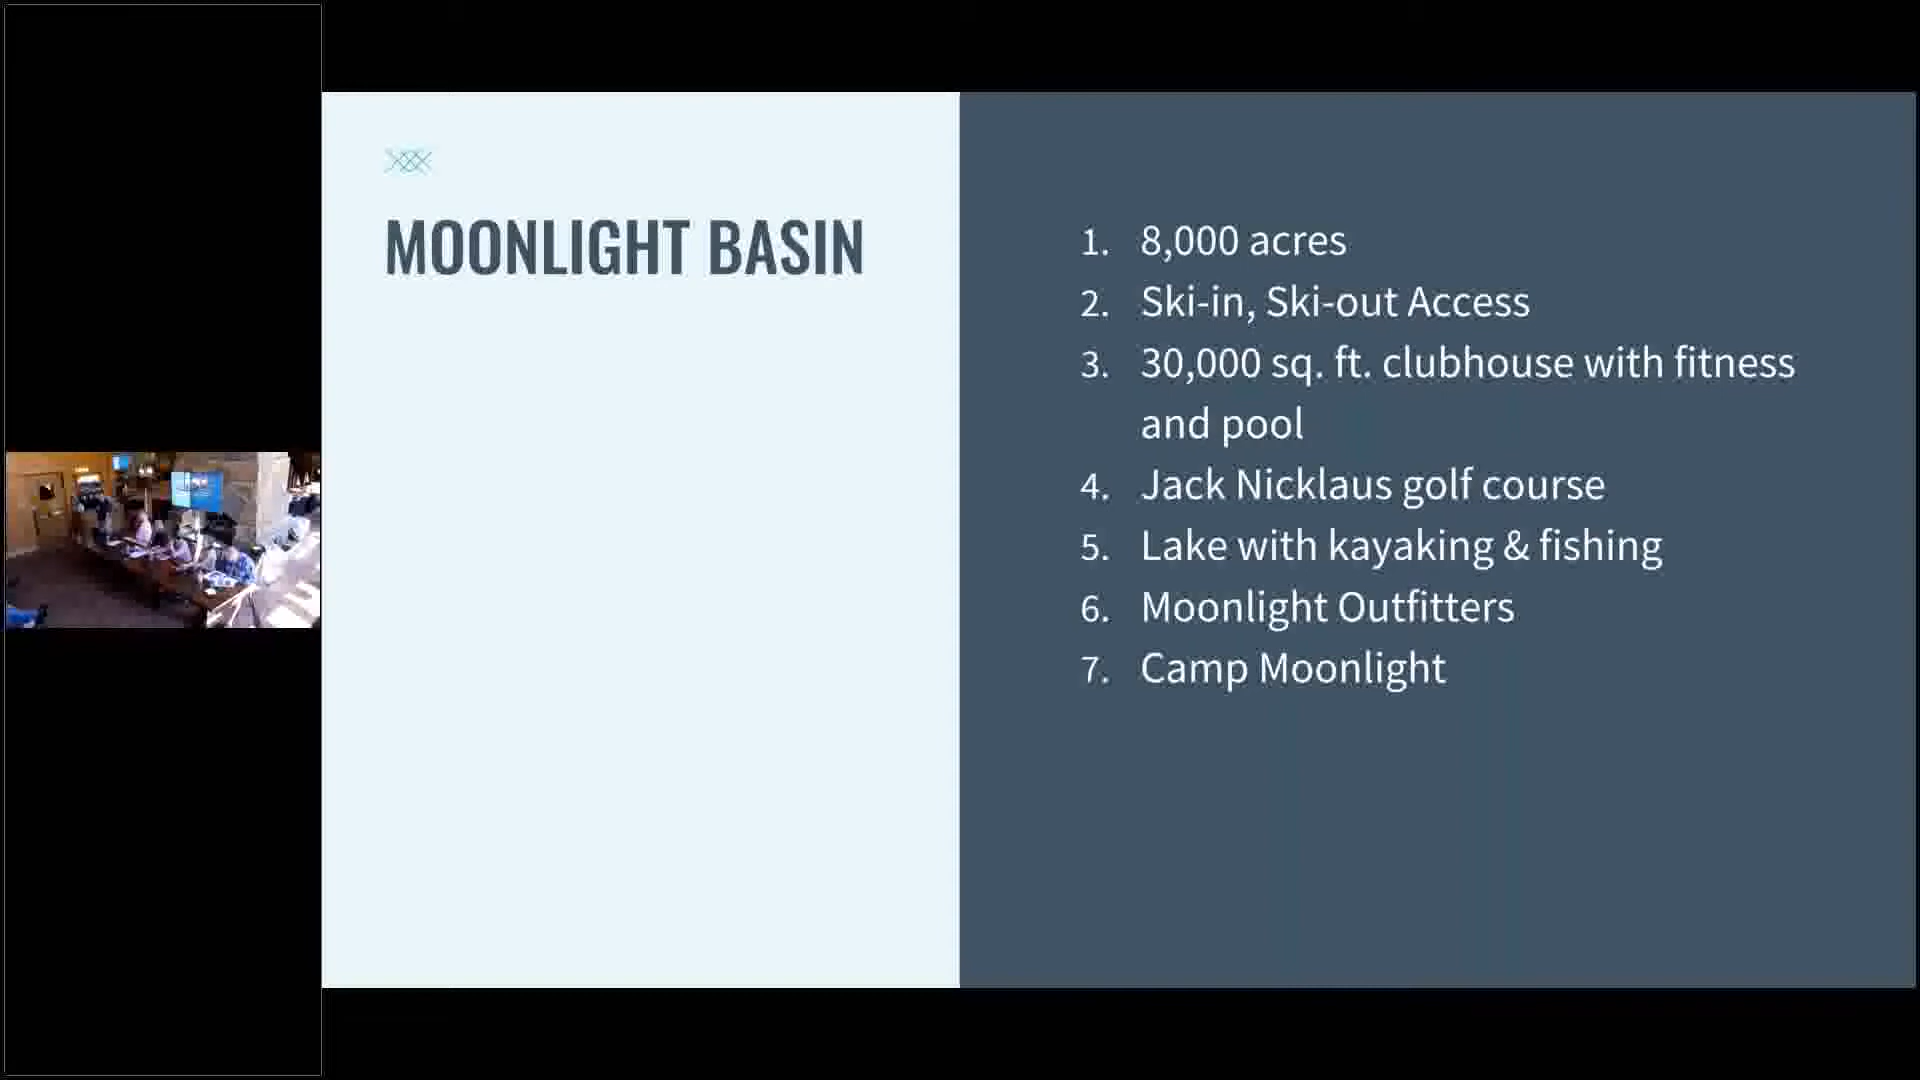 MOONLIGHT BASIN
1. 8,000 acres
2. Ski-in, Ski-out Access
3. 30,000 sq. ft. clubhouse with fitness
and pool
4. Jack Nicklaus golf course
5. Lake with kayaking & fishing
6. Moonlight Outfitters
7. Camp Moonlight